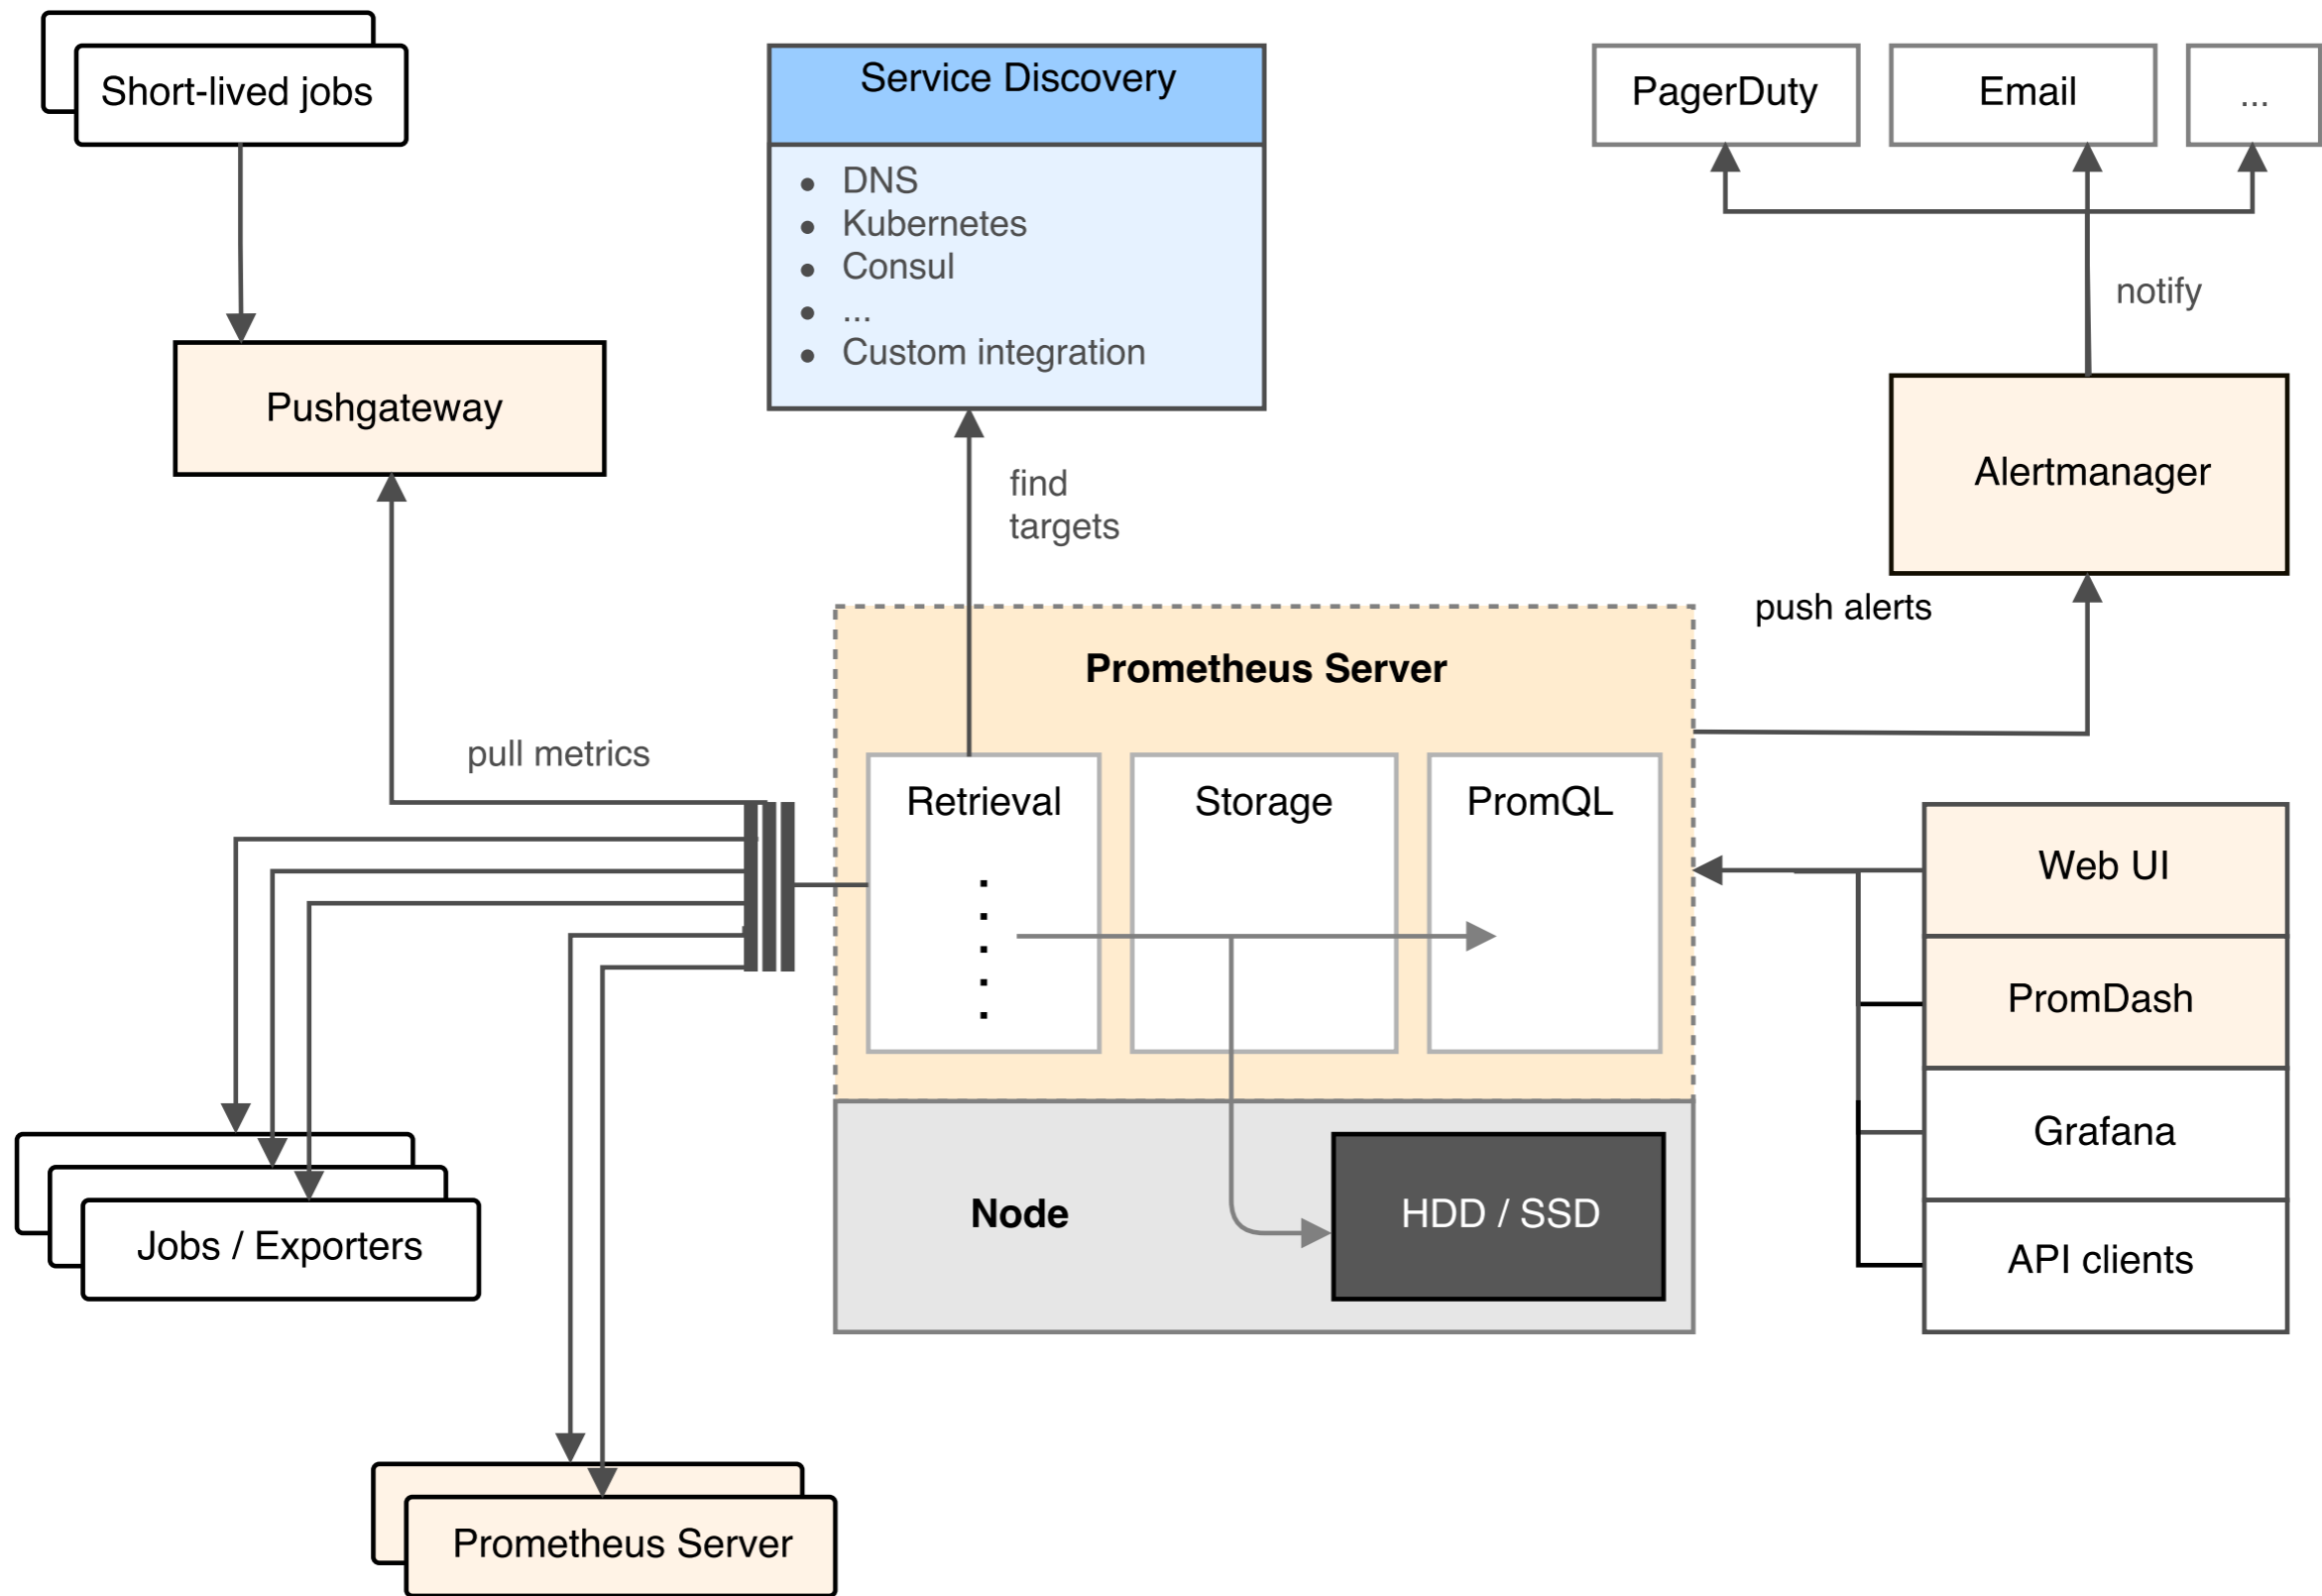 Short-lived jobs
Service Discovery
PagerDuty
Email
...
DNS
Kubernetes
Consul
...
Custom integration
notify
Pushgateway
Alertmanager
find
targets
push alerts
Prometheus Server
pull metrics
Retrieval
Storage
PromQL
Web UI
PromDash
Grafana
API clients
Node
HDD / SSD
Jobs / Exporters
Prometheus Server